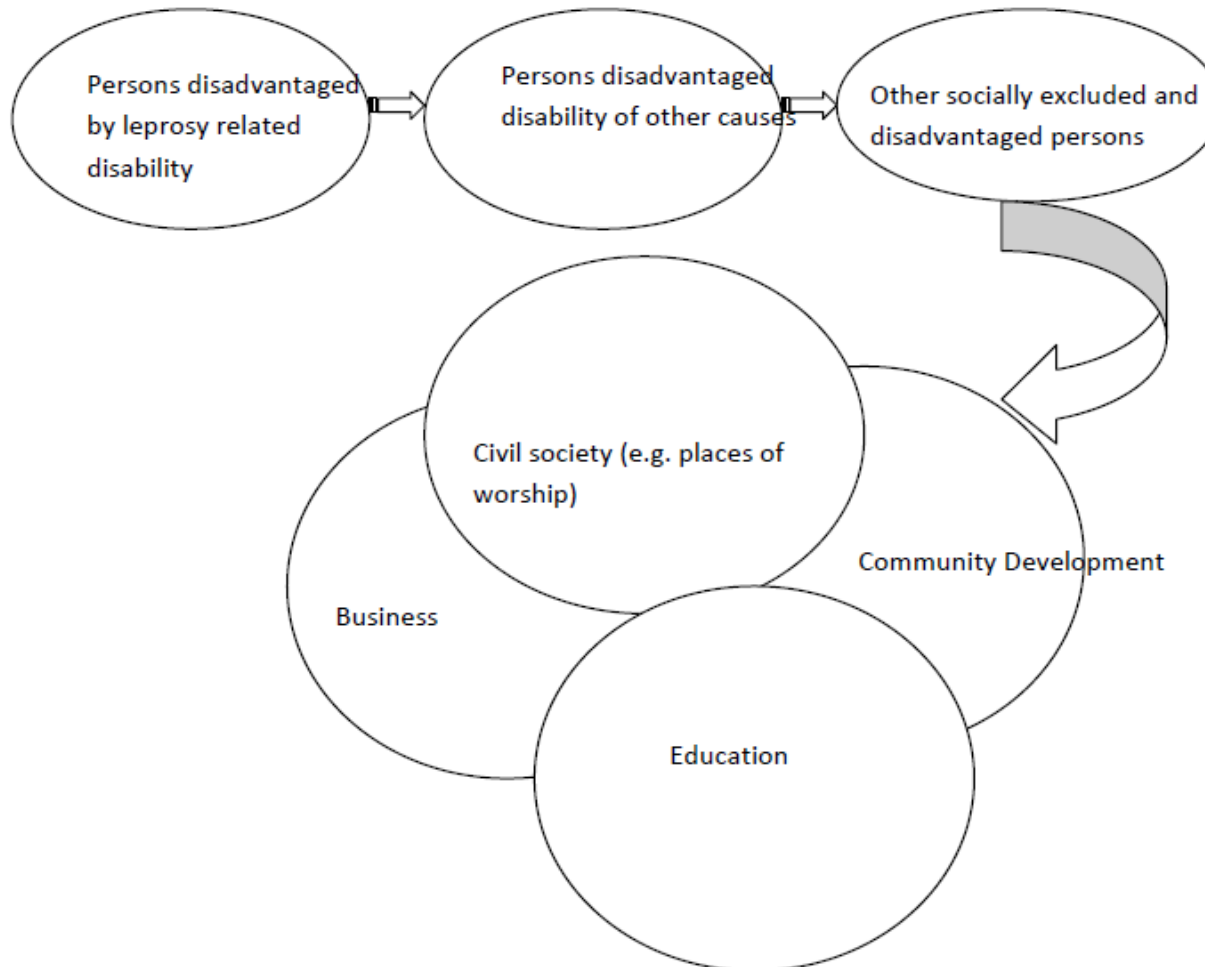 Persons disadvantaged
by leprosy related
disability
Persons disadvantaged
disability of other causes
Other socially excluded and
disadvantaged persons
Civil society (e.g. places of
worship)
Community Development
Business
Education